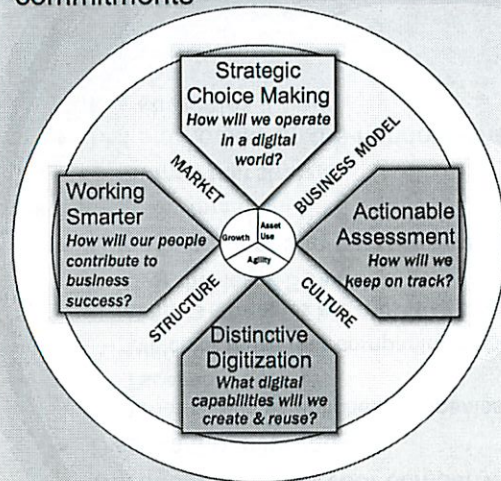 commitments
Strategic
Choice Making
How will we operate
in a digital
world?
MARKET
BUSINESS MODEL
Working
Smarter
How will our people
contribute to
business
success?
Growth
Asset
Use
Agility
Actionable
Assessment
How will we
keep on track?
STRUCTURE
CULTURE
Distinctive
Digitization
What digital
capabilities will we
create & reuse?